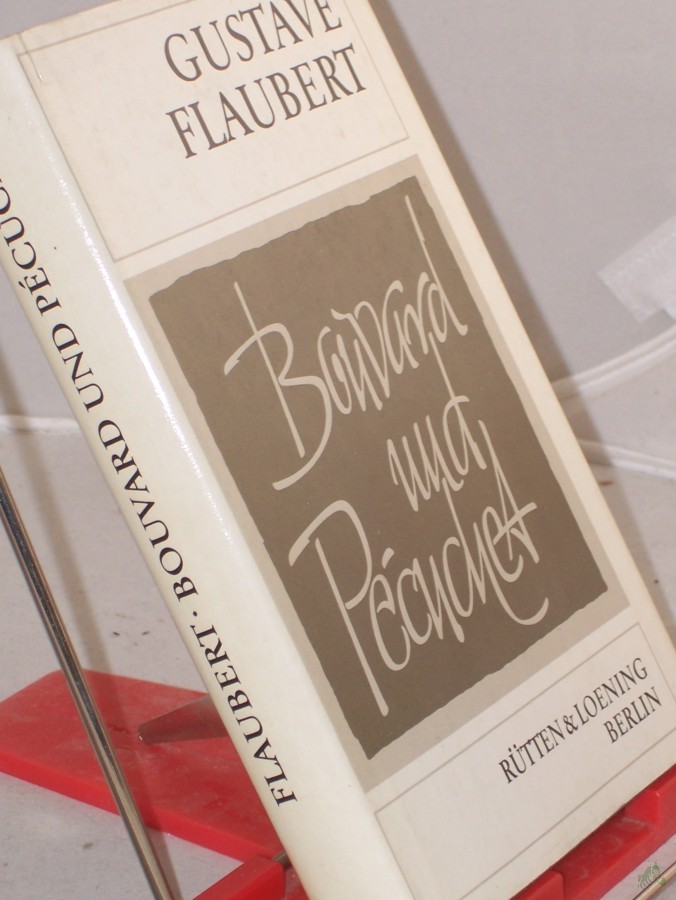 GUSTAVE
FLAUBERT
Bouvard
und
Pécuchet
RÜTTEN & LOENING
BERLIN
FLAUBERT · BOUVARD UND PÉCUC